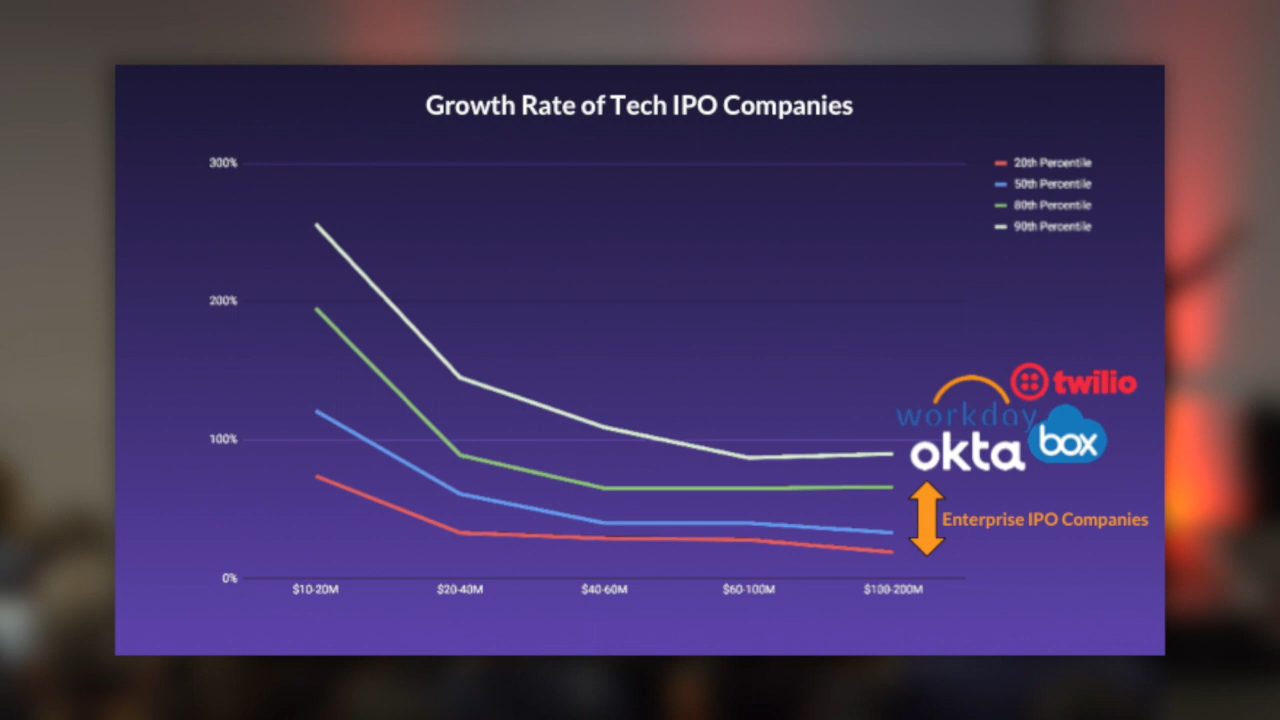 Growth Rate of Tech IPO Companies
300%
200%
100%
0%
20th Percentile
50th Percentile
80th Percentile
90th Percentile
twilio
workday
okta
box
Enterprise IPO Companies
$10-20M
$20-40M
$40-60M
$60-100M
$100-200M